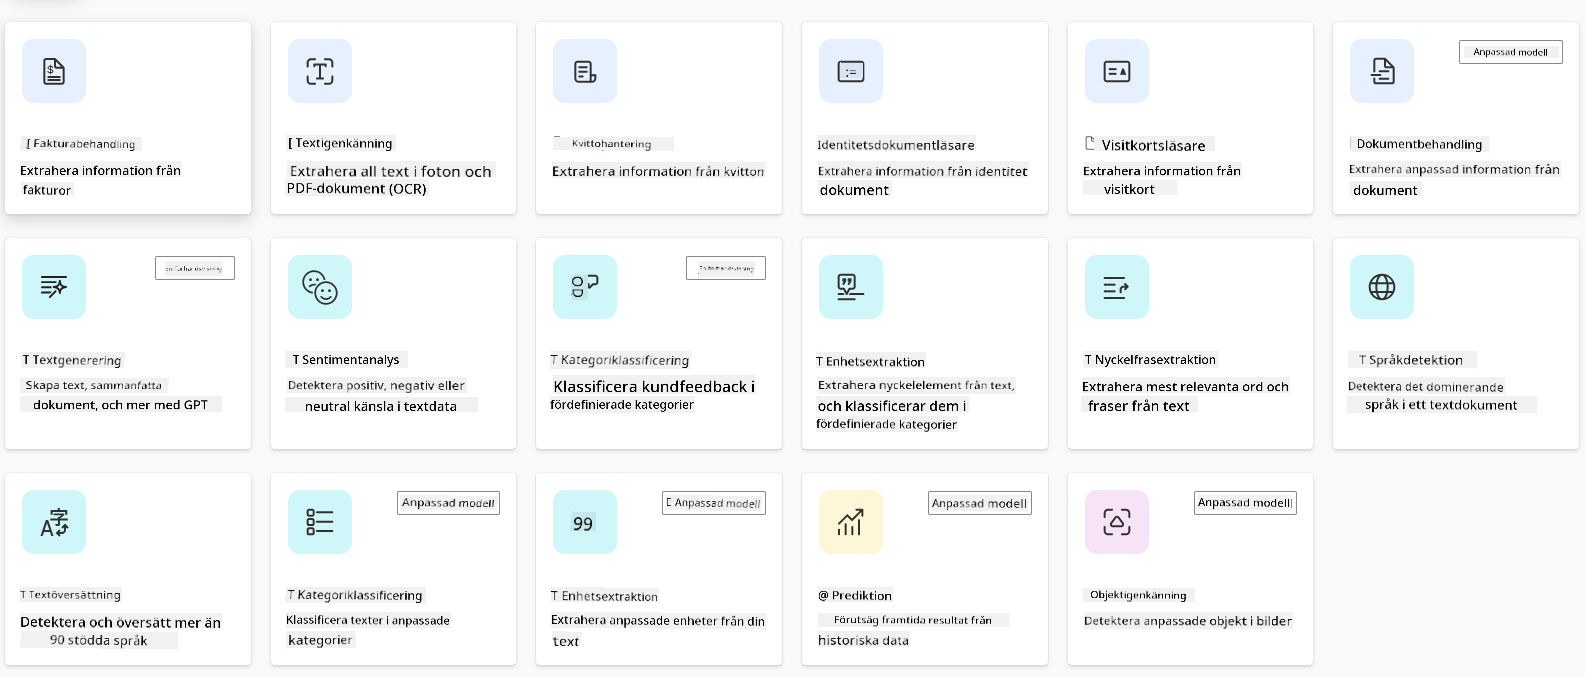 [ Fakturabehandling
Extrahera information från
fakturor
[ Textigenkänning
Extrahera all text i foton och
PDF-dokument (OCR)
Kvittohantering
Extrahera information från kvitton
Identitetsdokumentläsare
Extrahera information från identitet
dokument
Visitkortsläsare
Extrahera information från
visitkort
Anpassad modell
Dokumentbehandling
Extrahera anpassad information från
dokument
En förhandsvisning
T Textgenerering
Skapa text, sammanfatta
dokument, och mer med GPT
T Sentimentanalys
Detektera positiv, negativ eller
neutral känsla i textdata
En förhandsvisning
T Kategoriklassificering
Klassificera kundfeedback i
fördefinierade kategorier
T Enhetsextraktion
Extrahera nyckelelement från text,
och klassificerar dem i
fördefinierade kategorier
T Nyckelfrasextraktion
Extrahera mest relevanta ord och
fraser från text
T Språkdetektion
Detektera det dominerande
språk i ett textdokument
T Textöversättning
Detektera och översätt mer än
90 stödda språk
Anpassad modell
T Kategoriklassificering
Klassificera texter i anpassade
kategorier
Anpassad modell
99
T Enhetsextraktion
Extrahera anpassade enheter från din
text
Anpassad modell
@ Prediktion
Förutsäg framtida resultat från
historiska data
Anpassad modell
Objektigenkänning
Detektera anpassade objekt i bilder